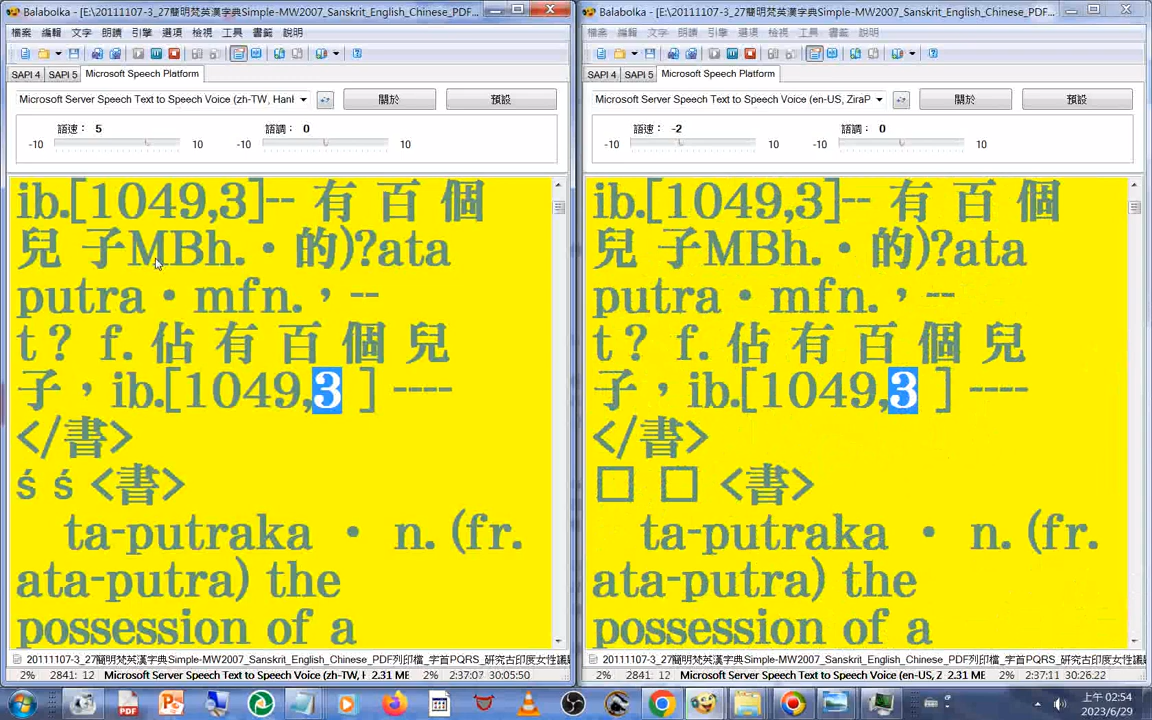 Balabolka - [E:\20111107-3_27簡明梵英漢字典Simple-MW2007_Sanskrit_English_Chinese_PDF...
檔案 編輯 文字 朗讀 引擎 選項 檢視 工具 書籤 說明
SAPI 4 SAPI 5 Microsoft Speech Platform
Microsoft Server Speech Text to Speech Voice (zh-TW, Hanl 關於 預設
語速： 5 語調： 0
-10 10 -10 10
ib.[1049,3]-- 有 百 個
兒 子MBh.・的)?ata
putra・mfn.，--
t？ f. 佔 有 百 個 兒
子，ib.[1049,3 ] ----
</書>
ś ś <書>
ta-putraka ・ n. (fr.
ata-putra) the
possession of a
20111107-3_27簡明梵英漢字典Simple-MW2007_Sanskrit_English_Chinese_PDF列印檔_字首PQRS_研究古印度女性議
2% 2841: 12 Microsoft Server Speech Text to Speech Voice (zh-TW, H 2.31 ME 2% 2:37:07 30:05:50
Balabolka - [E:\20111107-3_27簡明梵英漢字典Simple-MW2007_Sanskrit_English_Chinese_PDF...
檔案 編輯 文字 朗讀 引擎 選項 檢視 工具 書籤 說明
SAPI 4 SAPI 5 Microsoft Speech Platform
Microsoft Server Speech Text to Speech Voice (en-US, ZiraP 關於 預設
語速： -2 語調： 0
-10 10 -10 10
ib.[1049,3]-- 有 百 個
兒 子MBh.・的)?ata
putra・mfn.，--
t？ f. 佔 有 百 個 兒
子，ib.[1049,3 ] ----
</書>
□ □ <書>
ta-putraka ・ n. (fr.
ata-putra) the
possession of a
20111107-3_27簡明梵英漢字典Simple-MW2007_Sanskrit_English_Chinese_PDF列印檔_字首PQRS_研究古印度女性議
2% 2841: 12 Microsoft Server Speech Text to Speech Voice (en-US, Z 2.31 ME 2% 2:37:11 30:26:22
上午 02:54
2023/6/29